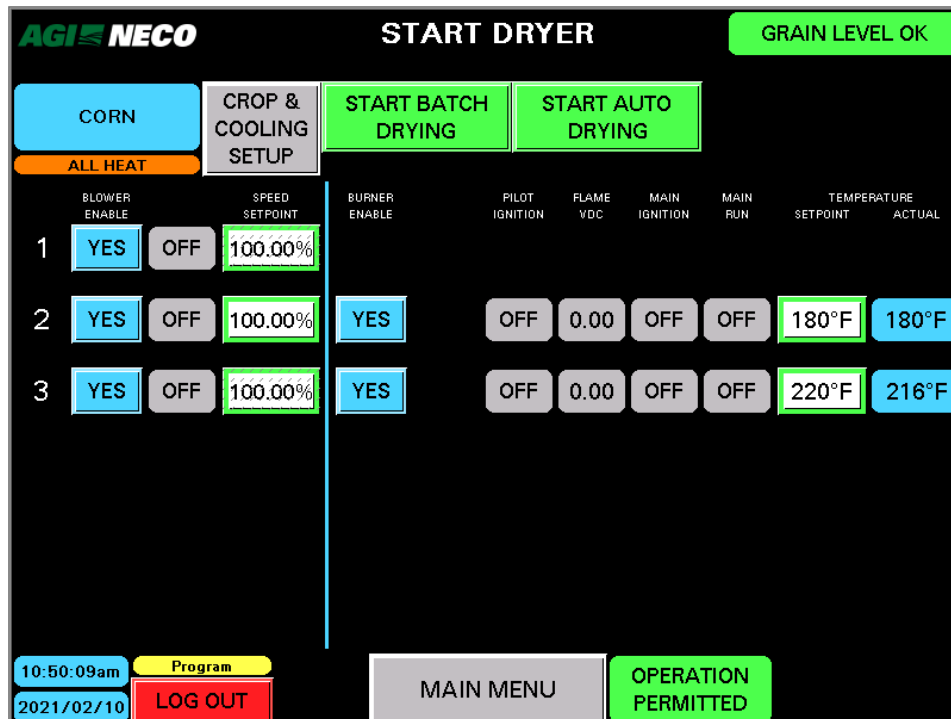 AGI NECO
START DRYER
GRAIN LEVEL OK
CORN
ALL HEAT
CROP &
COOLING
SETUP
START BATCH
DRYING
START AUTO
DRYING
BLOWER
ENABLE
SPEED
SETPOINT
BURNER
ENABLE
PILOT
IGNITION
FLAME
VDC
MAIN
IGNITION
MAIN
RUN
TEMPERATURE
SETPOINT ACTUAL
1 YES OFF 100.00%
2 YES OFF 100.00% YES OFF 0.00 OFF OFF 180°F 180°F
3 YES OFF 100.00% YES OFF 0.00 OFF OFF 220°F 216°F
10:50:09am
2021/02/10
Program
LOG OUT
MAIN MENU
OPERATION
PERMITTED